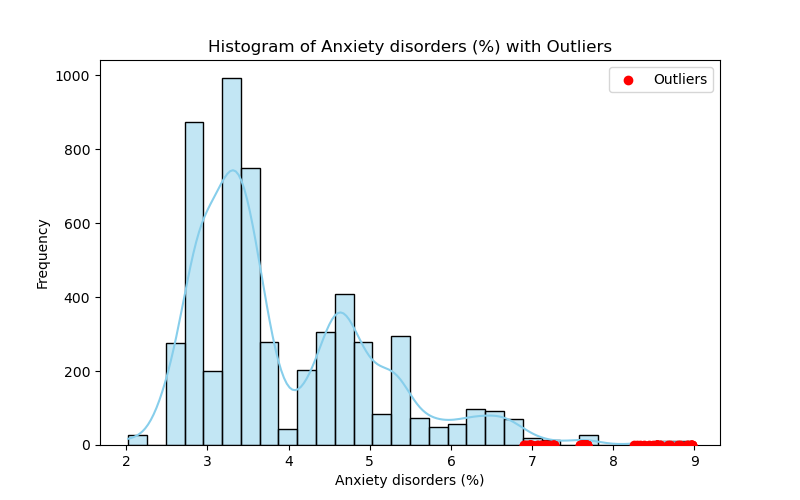 Histogram of Anxiety disorders (%) with Outliers
Outliers
1000
800
600
400
200
0
Frequency
2 3 4 5 6 7 8 9
Anxiety disorders (%)